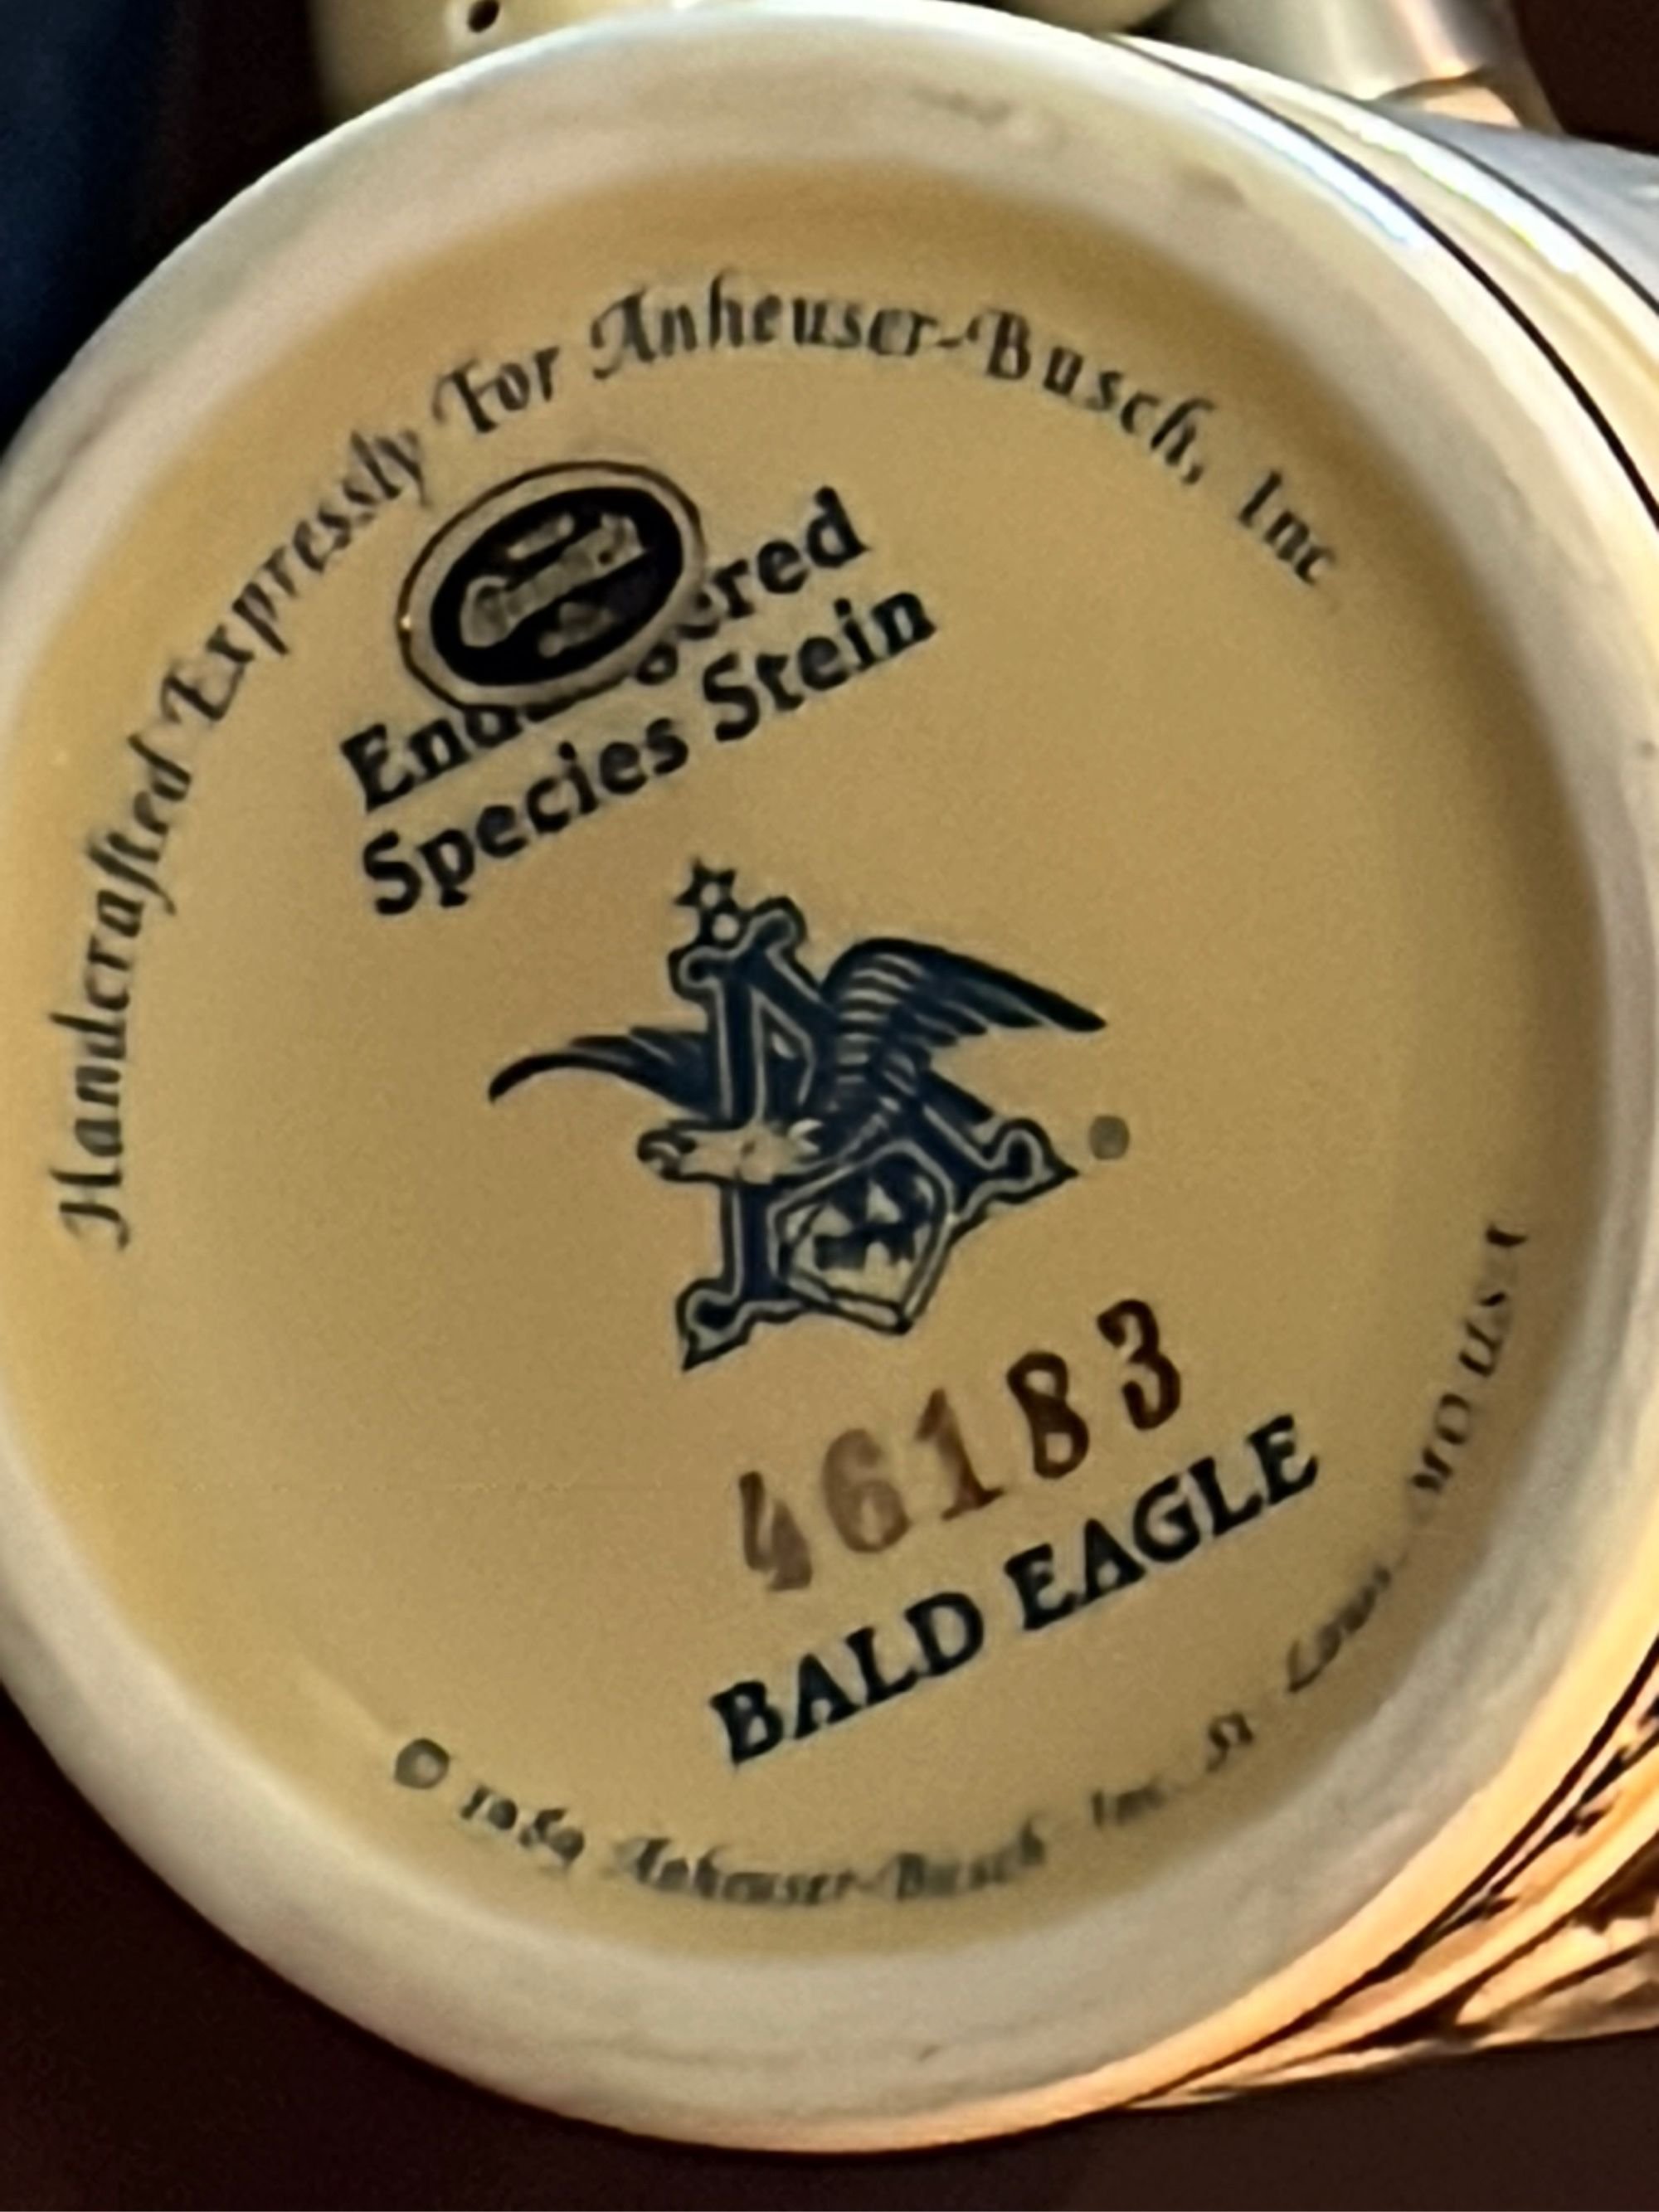 Handcrafted Expressly For Anheuser-Busch, Inc
Endangered
Species Stein
A
46183
BALD EAGLE
© 1989 Anheuser-Busch Inc. St Louis MO USA